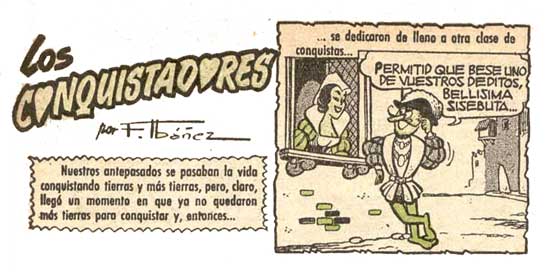 Los
CONQUISTADORES
por F. Ibáñez
Nuestros antepasados se pasaban la vida
conquistando tierras y más tierras, pero, claro,
llegó un momento en que ya no quedaron
más tierras para conquistar y, entonces...
... se dedicaron de lleno a otra clase de
conquistas...
PERMITID QUE BESE UNO
DE VUESTROS DEDITOS,
BELLISIMA
SISEBUTA...